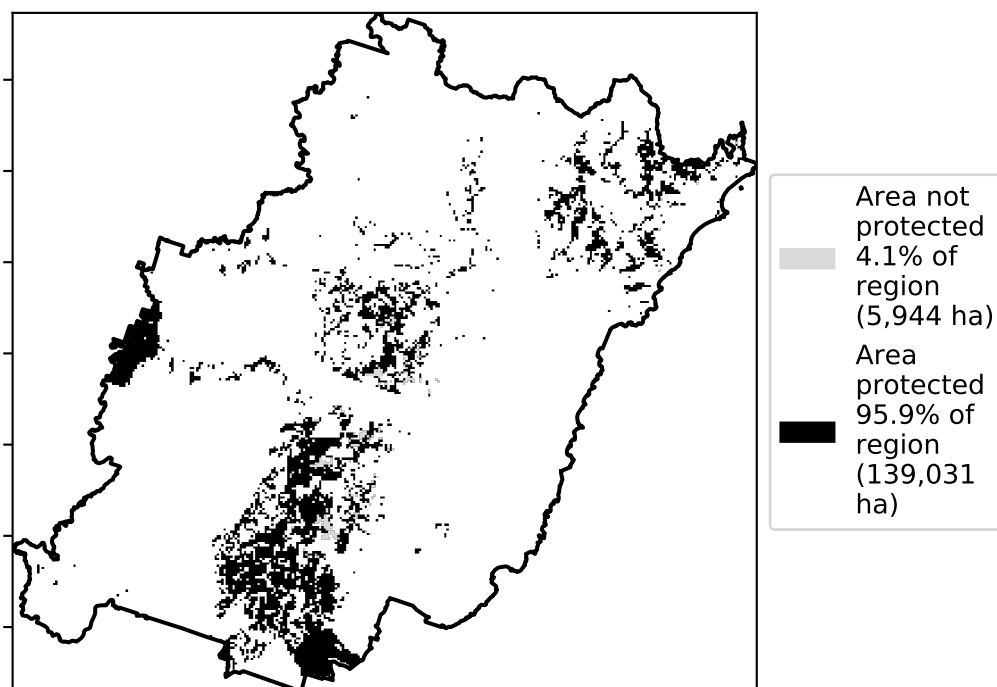 Area not
protected
4.1% of
region
(5,944 ha)
Area
protected
95.9% of
region
(139,031
ha)